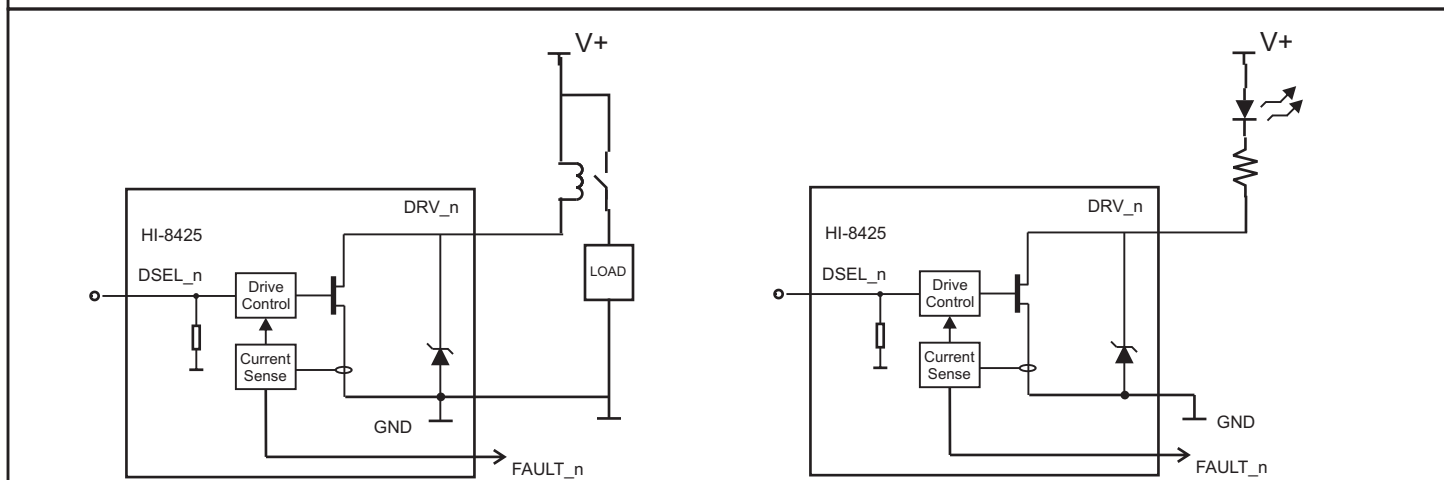 V+
DRV_n
HI-8425
DSEL_n
Drive
Control
Current
Sense
LOAD
GND
FAULT_n
V+
DRV_n
HI-8425
DSEL_n
Drive
Control
Current
Sense
GND
FAULT_n